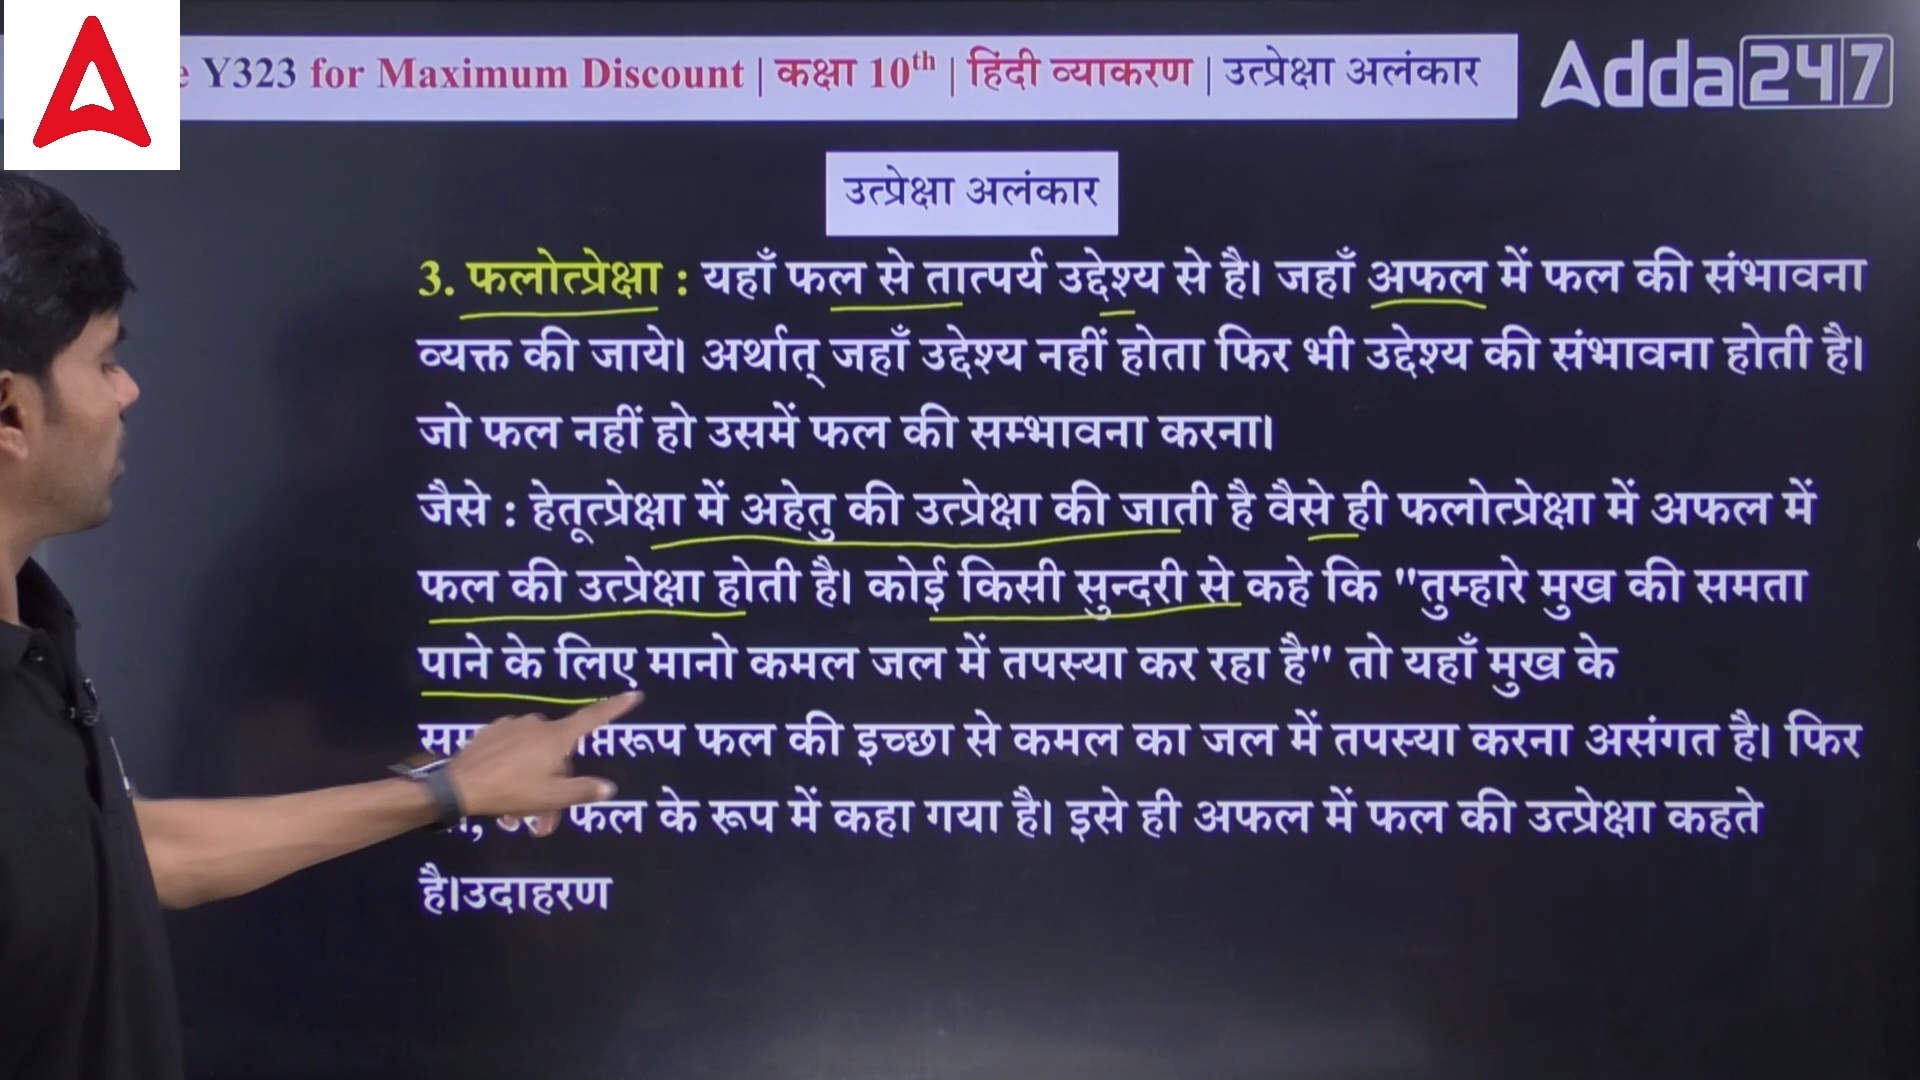 Y323 for Maximum Discount | कक्षा 10th | हिंदी व्याकरण | उत्प्रेक्षा अलंकार
Adda247
उत्प्रेक्षा अलंकार
3. फलोत्प्रेक्षा : यहाँ फल से तात्पर्य उद्देश्य से है। जहाँ अफल में फल की संभावना
व्यक्त की जाये। अर्थात् जहाँ उद्देश्य नहीं होता फिर भी उद्देश्य की संभावना होती है।
जो फल नहीं हो उसमें फल की सम्भावना करना।
जैसे : हेतूत्प्रेक्षा में अहेतु की उत्प्रेक्षा की जाती है वैसे ही फलोत्प्रेक्षा में अफल में
फल की उत्प्रेक्षा होती है। कोई किसी सुन्दरी से कहे कि "तुम्हारे मुख की समता
पाने के लिए मानो कमल जल में तपस्या कर रहा है" तो यहाँ मुख के
फल की इच्छा से कमल का जल में तपस्या करना असंगत है। फिर
फल के रूप में कहा गया है। इसे ही अफल में फल की उत्प्रेक्षा कहते
है।उदाहरण